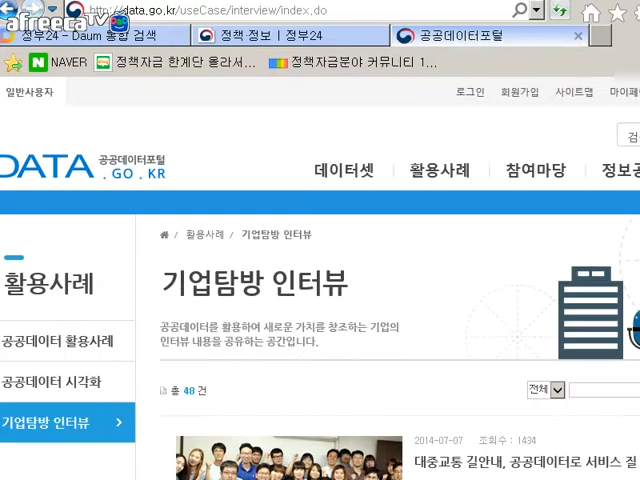 afreecaTV
http://data.go.kr/useCase/interview/index.do
정부24 - Daum 통합 검색
정책·정보 | 정부24
공공데이터포털
NAVER
정책자금 한계단 올라서...
정책자금분야 커뮤니티 1...
일반사용자
로그인
회원가입
사이트맵
마이페
검
DATA
공공데이터포털
.GO.KR
데이터셋
활용사례
참여마당
정보공
/ 활용사례 / 기업탐방 인터뷰
활용사례
기업탐방 인터뷰
공공데이터를 활용하여 새로운 가치를 창조하는 기업의
인터뷰 내용을 공유하는 공간입니다.
공공데이터 활용사례
공공데이터 시각화
기업탐방 인터뷰
총 48 건
전체
2014-07-07 조회수 : 1434
대중교통 길안내, 공공데이터로 서비스 질